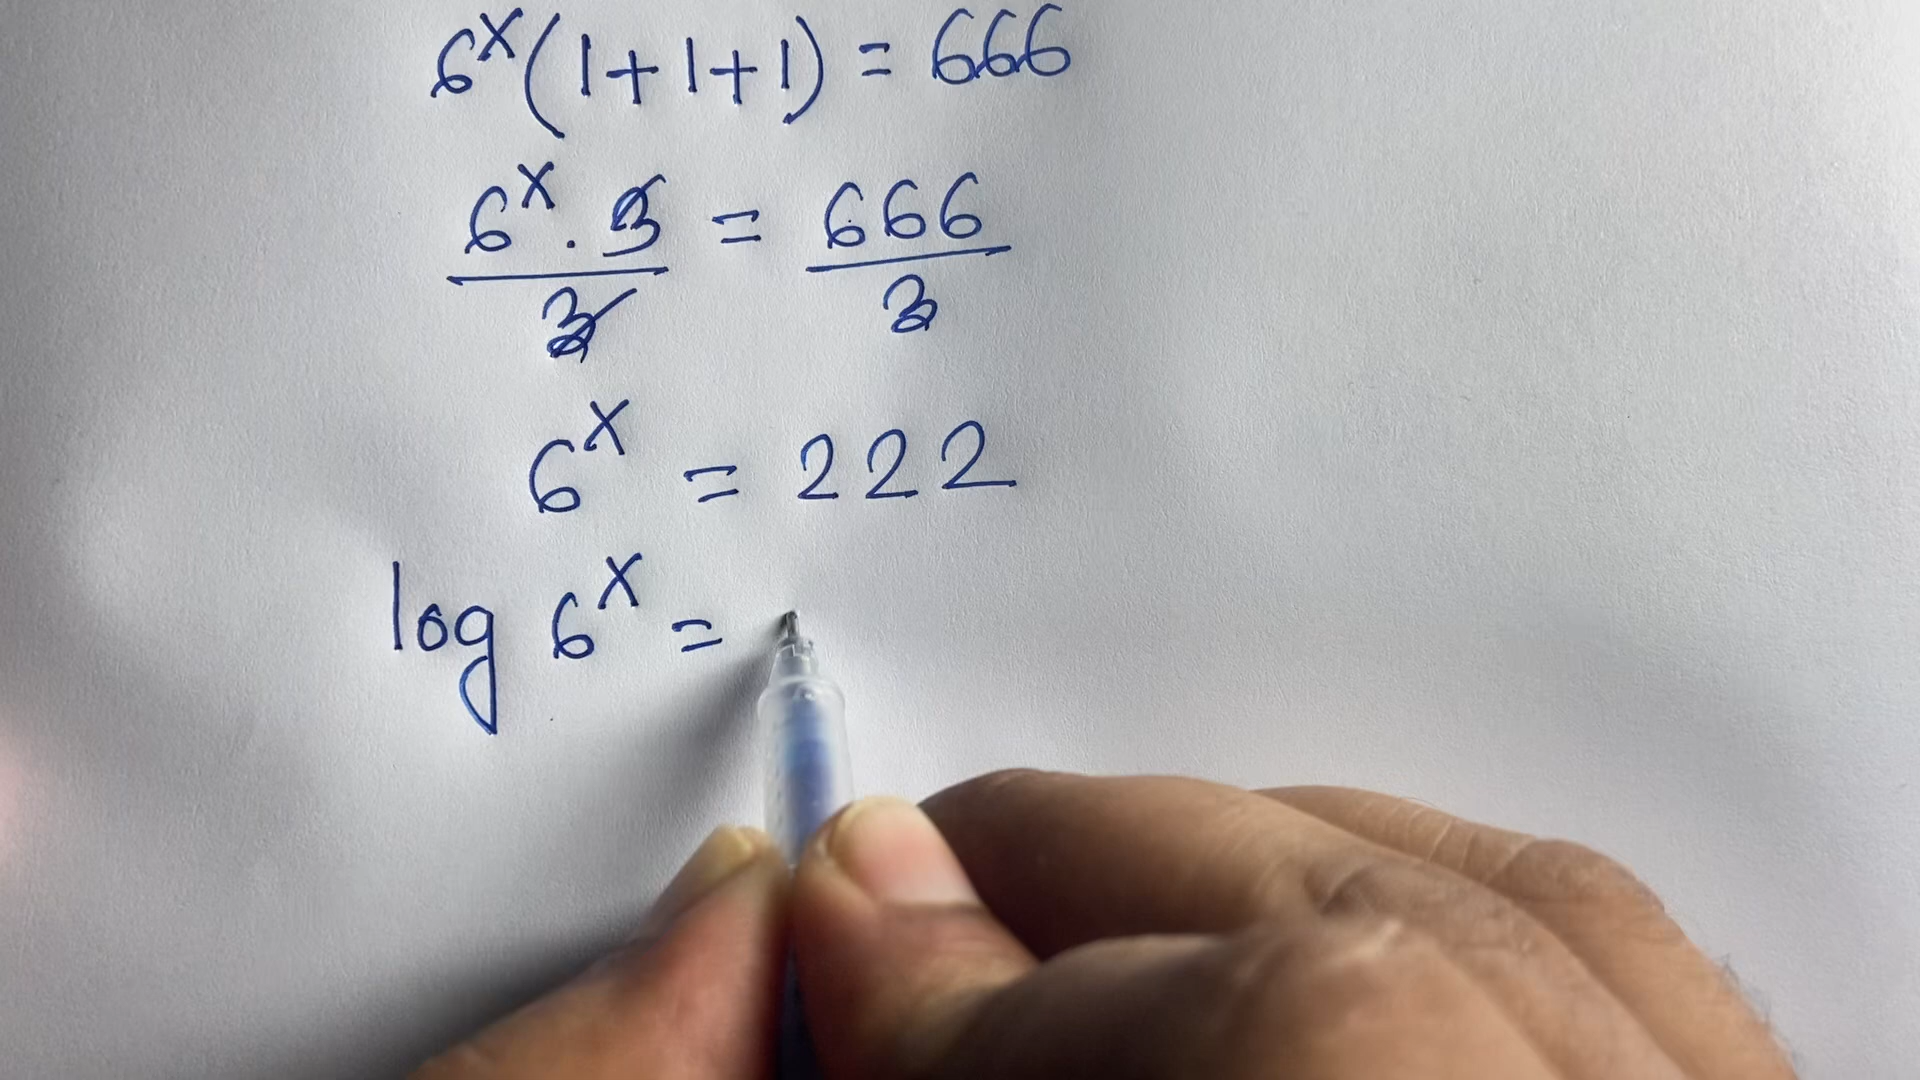 6^x(1+1+1) = 666
6^x . 3 / 3 = 666 / 3
6^x = 222
log 6^x =